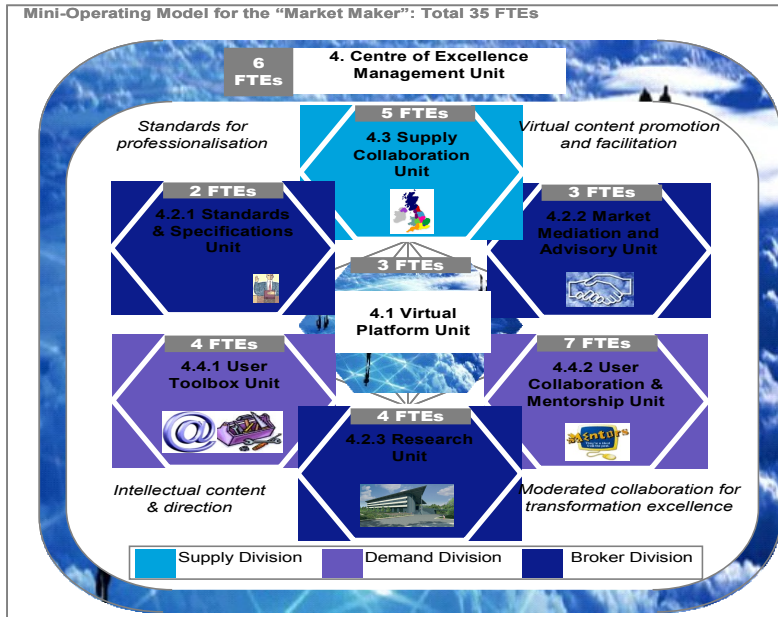 Mini-Operating Model for the “Market Maker”: Total 35 FTEs
6
FTEs
4. Centre of Excellence
Management Unit
Standards for
professionalisation
5 FTEs
4.3 Supply
Collaboration
Unit
Virtual content promotion
and facilitation
2 FTEs
4.2.1 Standards
& Specifications
Unit
3 FTEs
4.2.2 Market
Mediation and
Advisory Unit
3 FTEs
4.1 Virtual
Platform Unit
4 FTEs
4.4.1 User
Toolbox Unit
@
7 FTEs
4.4.2 User
Collaboration &
Mentorship Unit
Mentors
4 FTEs
4.2.3 Research
Unit
Intellectual content
& direction
Moderated collaboration for
transformation excellence
Supply Division
Demand Division
Broker Division